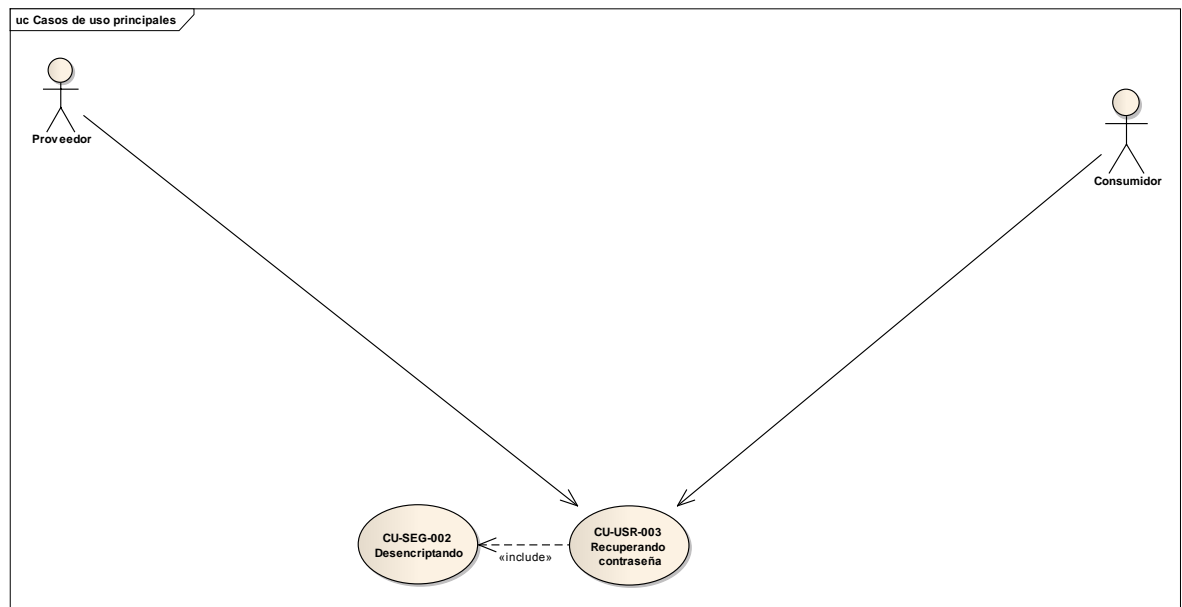 uc Casos de uso principales
Proveedor
Consumidor
CU-SEG-002
Desencriptando
«include»
CU-USR-003
Recuperando
contraseña